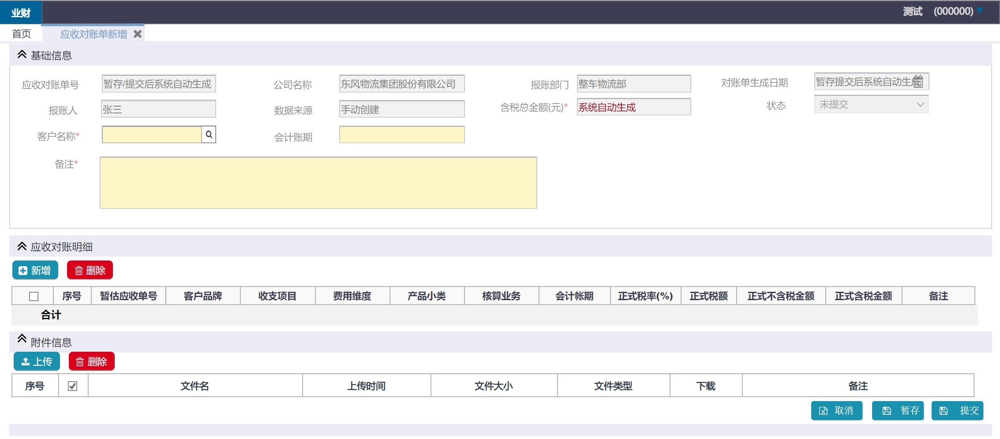 业财 测试 (000000)
首页 应收对账单新增
基础信息
应收对账单号 暂存/提交后系统自动生成 公司名称 东风物流集团股份有限公司 报账部门 整车物流部 对账单生成日期 暂存提交后系统自动生成
报账人 张三 数据来源 手动创建 含税总金额(元)* 系统自动生成 状态 未提交
客户名称* 会计账期
备注*
应收对账明细
新增 删除
序号 暂估应收单号 客户品牌 收支项目 费用维度 产品小类 核算业务 会计帐期 正式税率(%) 正式税额 正式不含税金额 正式含税金额 备注
合计
附件信息
上传 删除
序号 文件名 上传时间 文件大小 文件类型 下载 备注
取消 暂存 提交